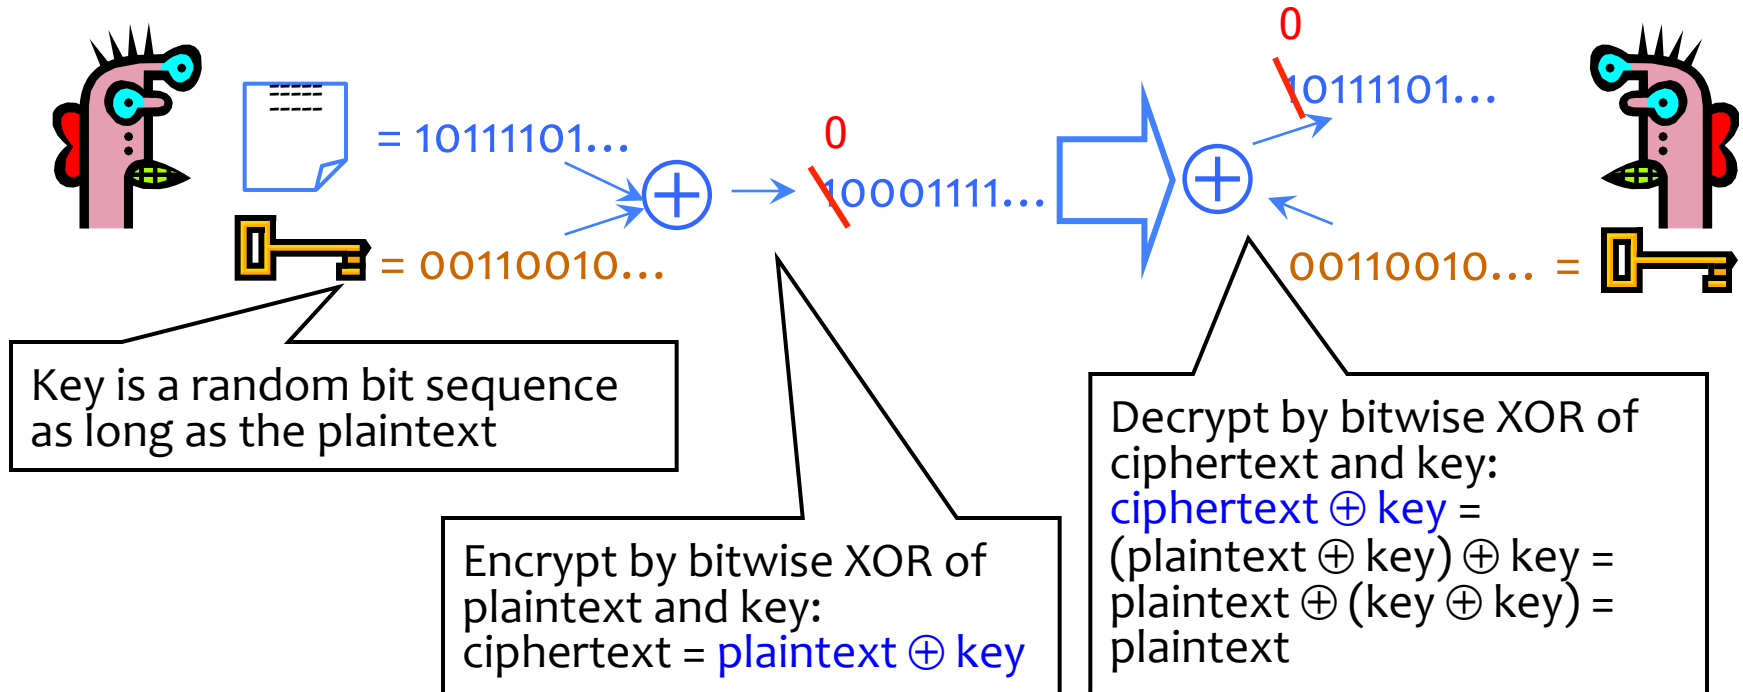 0
10111101…
= 10111101…
0
10001111…
= 00110010…
00110010… =
Key is a random bit sequence
as long as the plaintext
Encrypt by bitwise XOR of
plaintext and key:
ciphertext = plaintext ⊕ key
Decrypt by bitwise XOR of
ciphertext and key:
ciphertext ⊕ key =
(plaintext ⊕ key) ⊕ key =
plaintext ⊕ (key ⊕ key) =
plaintext